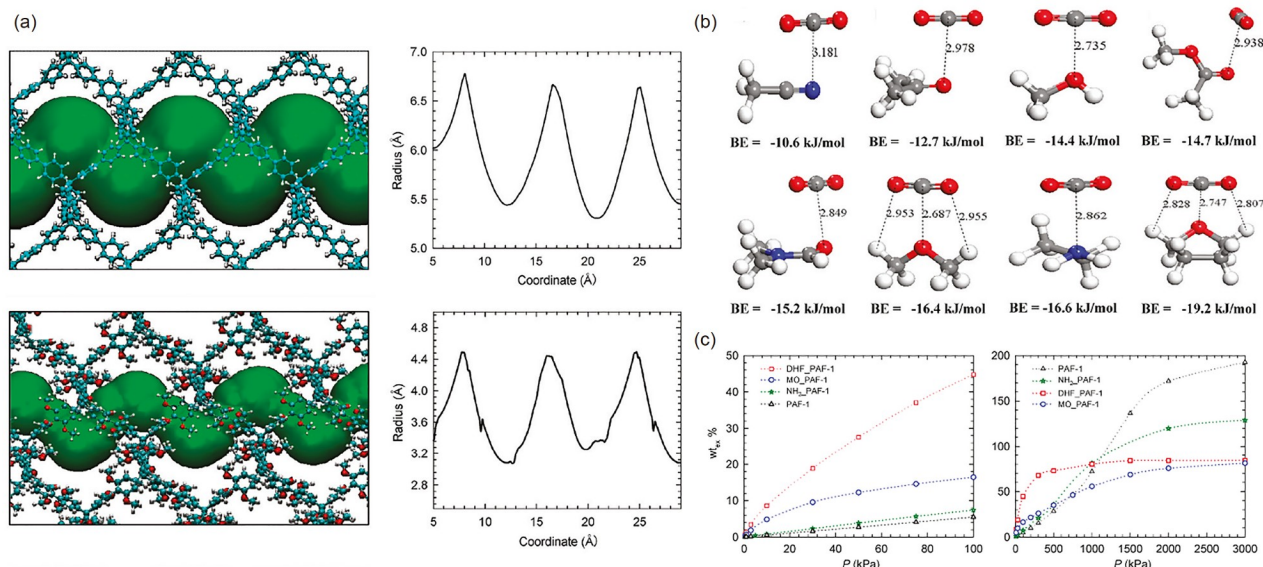 (a)
7.0
6.5
6.0
5.5
5.0
Radius (Å)
5 10 15 20 25
Coordinate (Å)
4.8
4.4
4.0
3.6
3.2
2.8
Radius (Å)
5 10 15 20 25
Coordinate (Å)
(b)
3.181
2.978
2.735
2.938
BE = -10.6 kJ/mol
BE = -12.7 kJ/mol
BE = -14.4 kJ/mol
BE = -14.7 kJ/mol
2.849
2.953 2.687 2.955
2.862
2.828 2.747 2.807
BE = -15.2 kJ/mol
BE = -16.4 kJ/mol
BE = -16.6 kJ/mol
BE = -19.2 kJ/mol
(c)
50
40
30
20
10
0
wt_ex %
DHF_PAF-1
MO_PAF-1
NH2_PAF-1
PAF-1
0 20 40 60 80 100
P (kPa)
200
150
100
50
0
PAF-1
NH2_PAF-1
DHF_PAF-1
MO_PAF-1
0 500 1000 1500 2000 2500 3000
P (kPa)